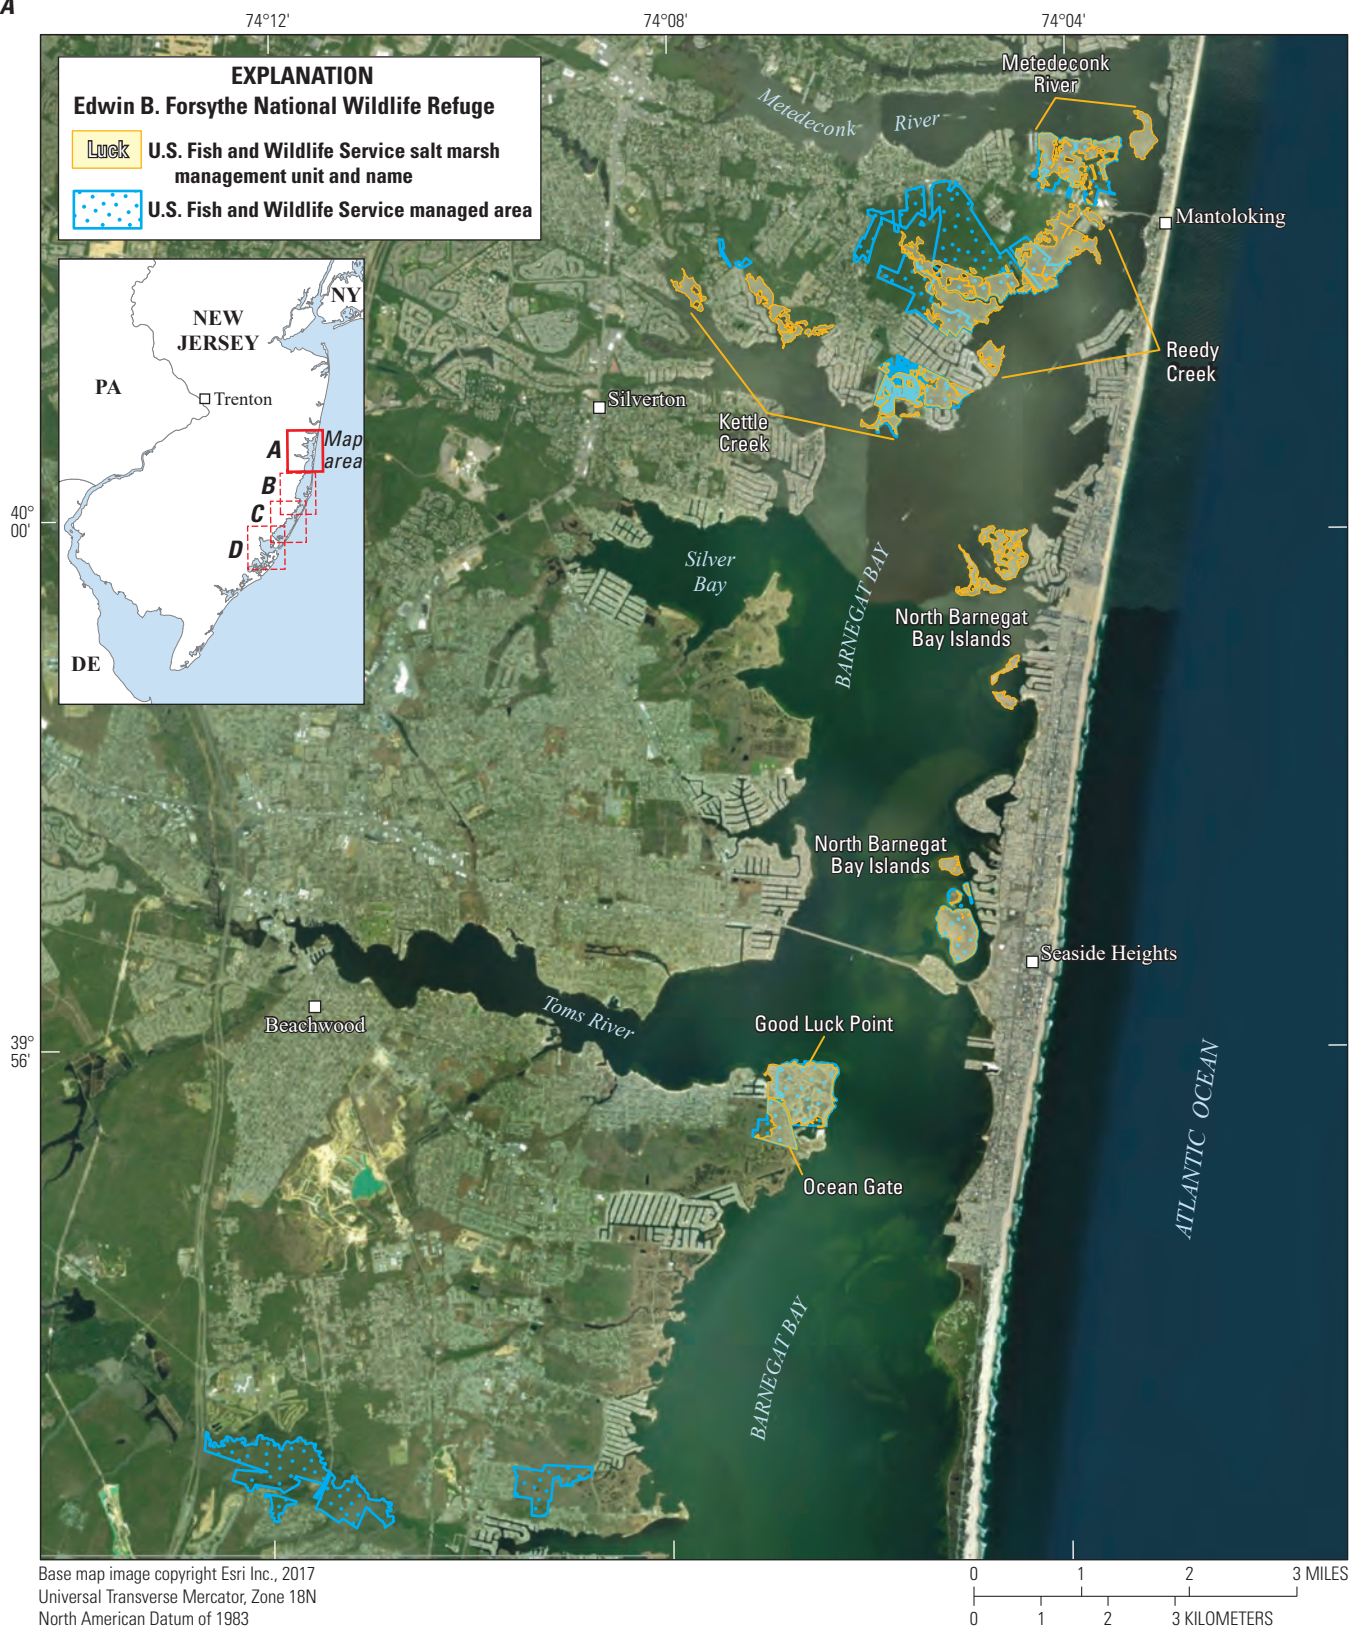 A
74°12'
74°08'
74°04'
EXPLANATION
Edwin B. Forsythe National Wildlife Refuge
Luck
U.S. Fish and Wildlife Service salt marsh
management unit and name
U.S. Fish and Wildlife Service managed area
NY
NEW
JERSEY
PA
Trenton
A
Map
area
B
C
D
DE
Metedeconk
River
Metedeconk
River
Mantoloking
Reedy
Creek
Silverton
Kettle
Creek
40°
00'
Silver
Bay
BARNEGAT BAY
North Barnegat
Bay Islands
North Barnegat
Bay Islands
Seaside Heights
Toms River
Beachwood
Good Luck Point
39°
56'
Ocean Gate
ATLANTIC OCEAN
BARNEGAT BAY
Base map image copyright Esri Inc., 2017
Universal Transverse Mercator, Zone 18N
North American Datum of 1983
0 1 2 3 MILES
0 1 2 3 KILOMETERS